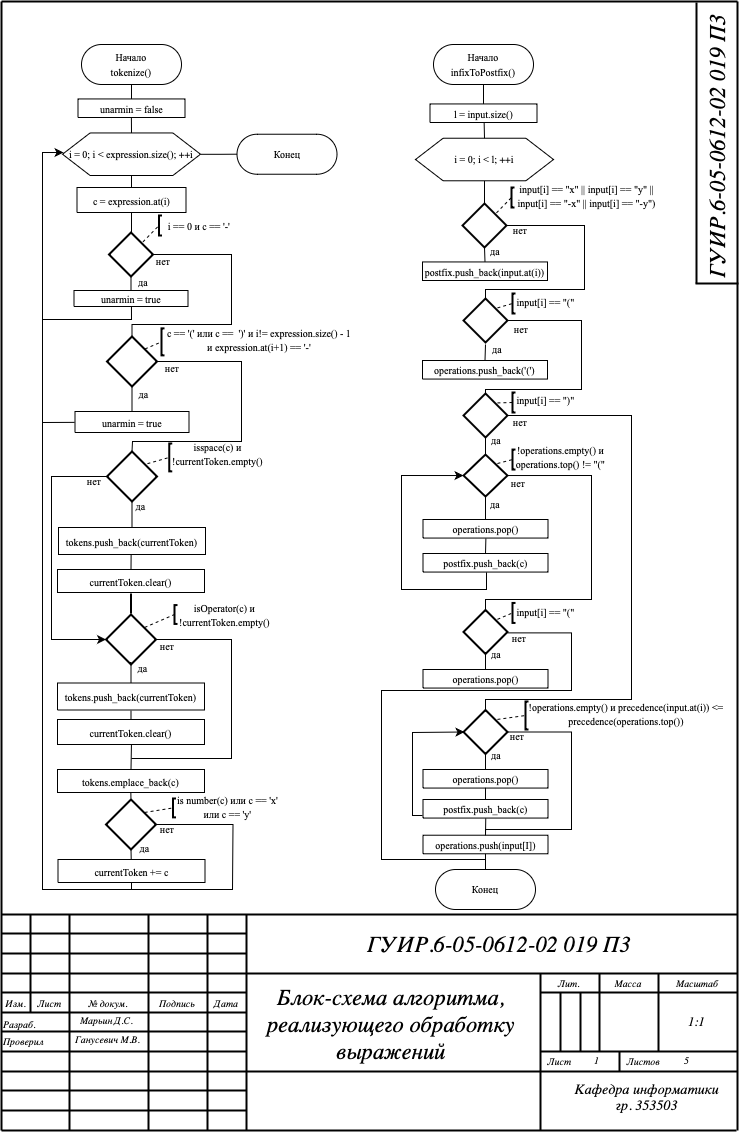 ГУИР.6-05-0612-02 019 ПЗ
Начало
tokenize()
unarmin = false
i = 0; i < expression.size(); ++i
Конец
c = expression.at(i)
i == 0 и c == '-'
нет
да
unarmin = true
c == '(' или c == ')' и i!= expression.size() - 1
и expression.at(i+1) == '-'
нет
да
unarmin = true
isspace(c) и
!currentToken.empty()
нет
да
tokens.push_back(currentToken)
currentToken.clear()
isOperator(c) и
!currentToken.empty()
нет
да
tokens.push_back(currentToken)
currentToken.clear()
tokens.emplace_back(c)
is number(c) или c == 'x'
или c == 'y'
нет
да
currentToken += c
Начало
infixToPostfix()
l = input.size()
i = 0; i < l; ++i
input[i] == "x" || input[i] == "y" ||
input[i] == "-x" || input[i] == "-y")
нет
да
postfix.push_back(input.at(i))
input[i] == "("
нет
да
operations.push_back('(')
input[i] == ")"
нет
да
!operations.empty() и
operations.top() != "("
нет
да
operations.pop()
postfix.push_back(c)
input[i] == "("
нет
да
operations.pop()
!operations.empty() и precedence(input.at(i)) <=
precedence(operations.top())
нет
да
operations.pop()
postfix.push_back(c)
operations.push(input[I])
Конец
ГУИР.6-05-0612-02 019 ПЗ
Изм. Лист № докум. Подпись Дата
Разраб. Марьин Д.С.
Проверил Ганусевич М.В.
Блок-схема алгоритма,
реализующего обработку
выражений
Лит. Масса Масштаб
1:1
Лист 1 Листов 5
Кафедра информатики
гр. 353503